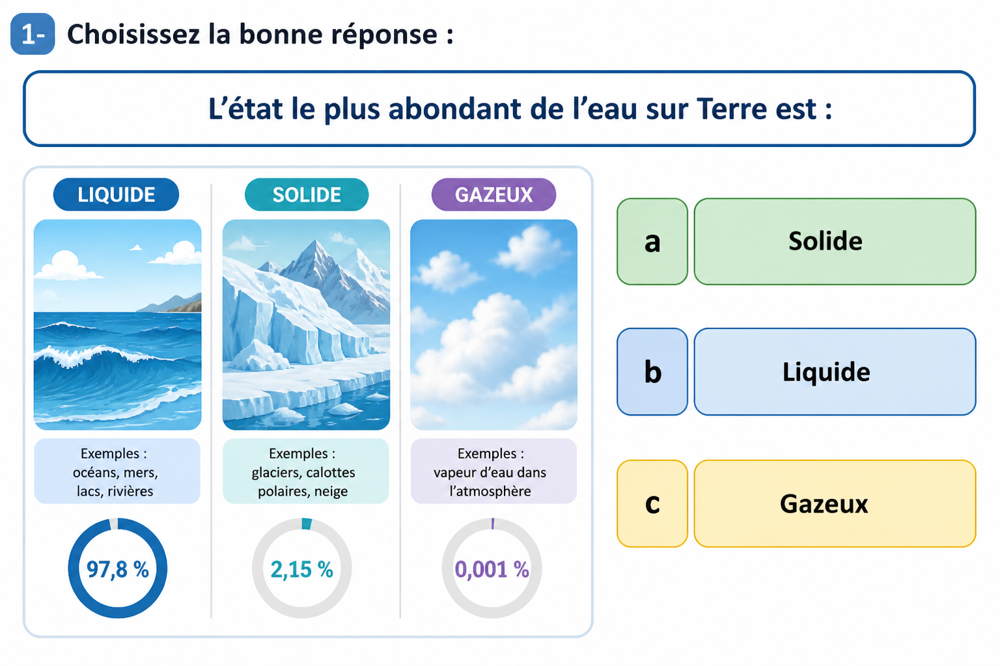 1- Choisissez la bonne réponse :
L’état le plus abondant de l’eau sur Terre est :
LIQUIDE
Exemples :
océans, mers,
lacs, rivières
97,8 %
SOLIDE
Exemples :
glaciers, calottes
polaires, neige
2,15 %
GAZEUX
Exemples :
vapeur d’eau dans
l’atmosphère
0,001 %
a Solide
b Liquide
c Gazeux